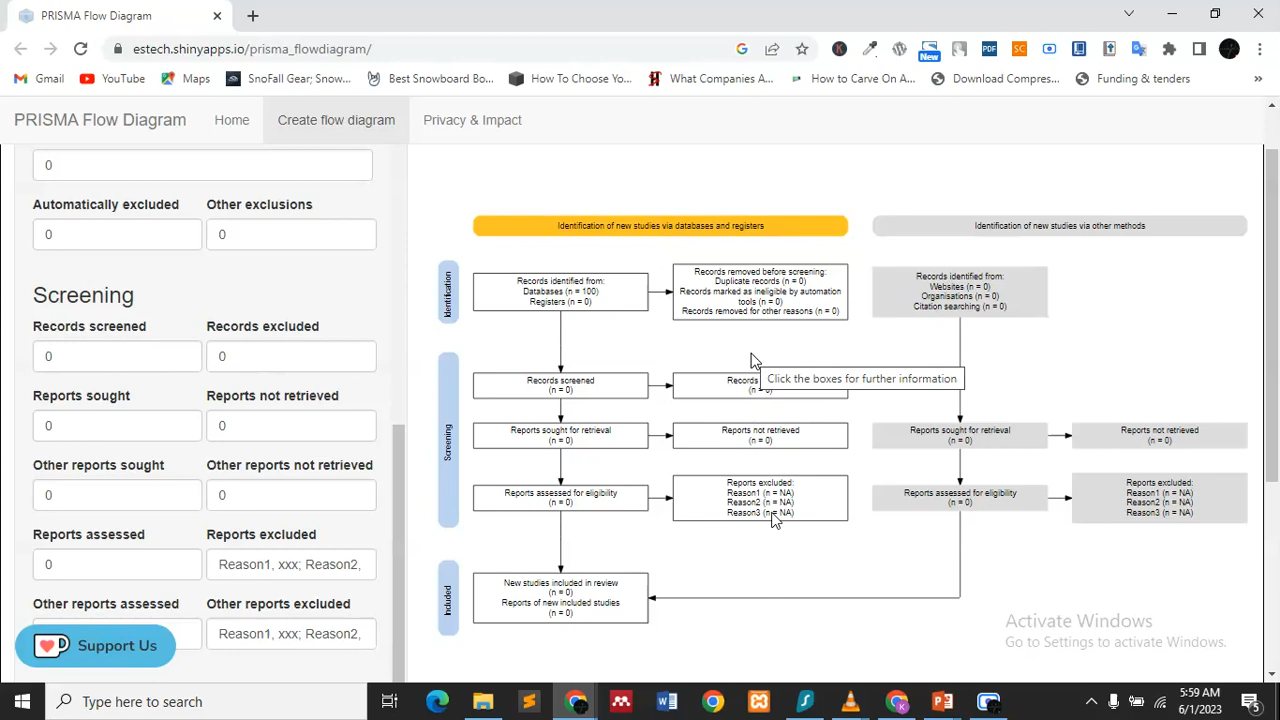 PRISMA Flow Diagram
estech.shinyapps.io/prisma_flowdiagram/
New
PDF
SC
Gmail
YouTube
Maps
SnoFall Gear; Snow...
Best Snowboard Bo...
How To Choose You...
What Companies A...
How to Carve On A...
Download Compres...
Funding & tenders
PRISMA Flow Diagram
Home
Create flow diagram
Privacy & Impact
0
Automatically excluded
Other exclusions
0
0
Screening
Records screened
Records excluded
0
0
Reports sought
Reports not retrieved
0
0
Other reports sought
Other reports not retrieved
0
0
Reports assessed
Reports excluded
0
Reason1, xxx; Reason2,
Other reports assessed
Other reports excluded
Reason1, xxx; Reason2,
Support Us
Identification of new studies via databases and registers
Identification of new studies via other methods
Identification
Records identified from:
Databases (n = 100)
Registers (n = 0)
Records removed before screening:
Duplicate records (n = 0)
Records marked as ineligible by automation
tools (n = 0)
Records removed for other reasons (n = 0)
Records identified from:
Websites (n = 0)
Organisations (n = 0)
Citation searching (n = 0)
Click the boxes for further information
Screening
Records screened
(n = 0)
Records
Reports sought for retrieval
(n = 0)
Reports not retrieved
(n = 0)
Reports sought for retrieval
(n = 0)
Reports not retrieved
(n = 0)
Reports assessed for eligibility
(n = 0)
Reports excluded:
Reason1 (n = NA)
Reason2 (n = NA)
Reason3 (n = NA)
Reports assessed for eligibility
(n = 0)
Reports excluded:
Reason1 (n = NA)
Reason2 (n = NA)
Reason3 (n = NA)
Included
New studies included in review
(n = 0)
Reports of new included studies
(n = 0)
Activate Windows
Go to Settings to activate Windows.
Type here to search
5:59 AM
6/1/2023
5